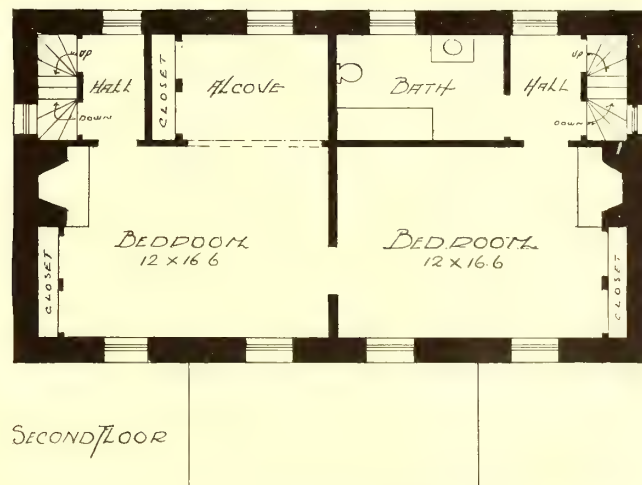 UP
HALL
CLOSET
ALCOVE
BATH
HALL
UP
DOWN
DOWN
BEDROOM
12 X 16 6
BED ROOM
12 X 16.6
CLOSET
CLOSET
SECOND FLOOR